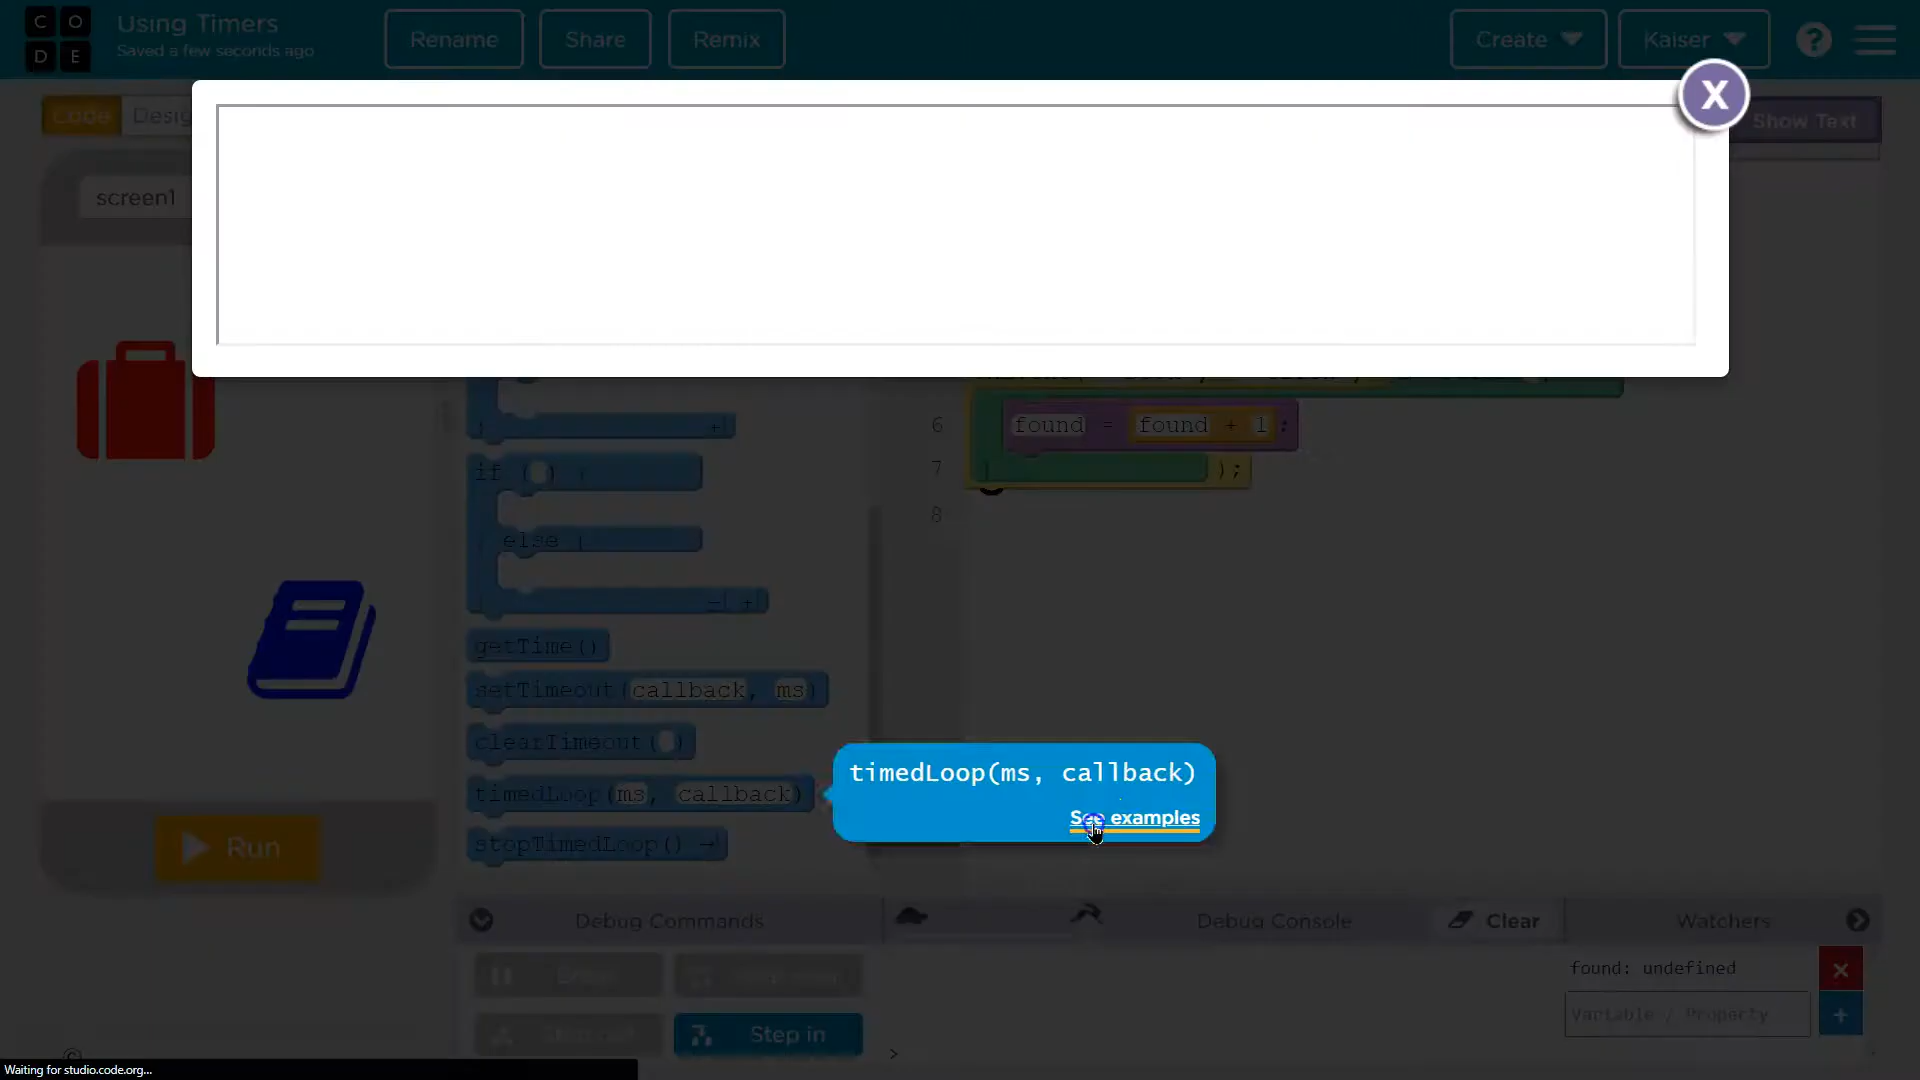 C O D E
Using Timers
Saved a few seconds ago
Rename
Share
Remix
Create
Kaiser
?
X
Code
Show Text
screen1
6 found = found + 1;
7 );
8
if ( ) {
else {
getTime()
setTimeout(callback, ms)
clearTimeout( )
timedLoop(ms, callback)
stopTimedLoop()
timedLoop(ms, callback)
See examples
Run
Debug Commands
Debug Console
Clear
Watchers
found: undefined
Variable / Property
Step in
>
Waiting for studio.code.org...